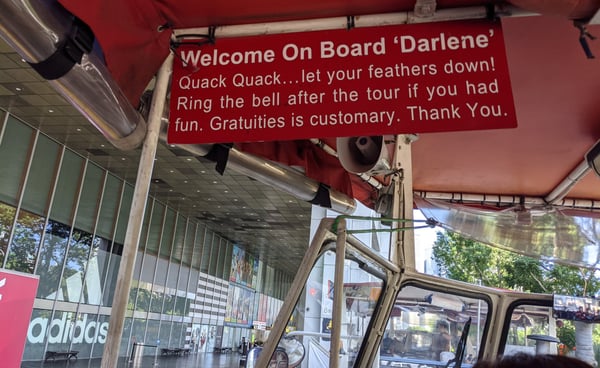 Welcome On Board 'Darlene'
Quack Quack...let your feathers down!
Ring the bell after the tour if you had
fun. Gratuities is customary. Thank You.
adidas